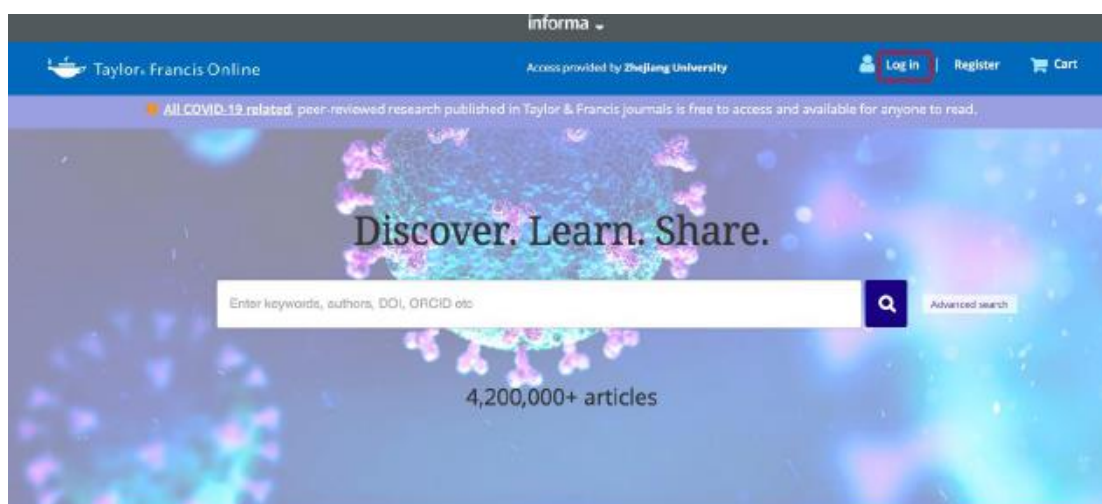 informa
Taylor & Francis Online
Access provided by Zhejiang University
Log in | Register
Cart
All COVID-19 related, peer-reviewed research published in Taylor & Francis journals is free to access and available for anyone to read.
Discover. Learn. Share.
Enter keywords, authors, DOI, ORCID etc
Advanced search
4,200,000+ articles